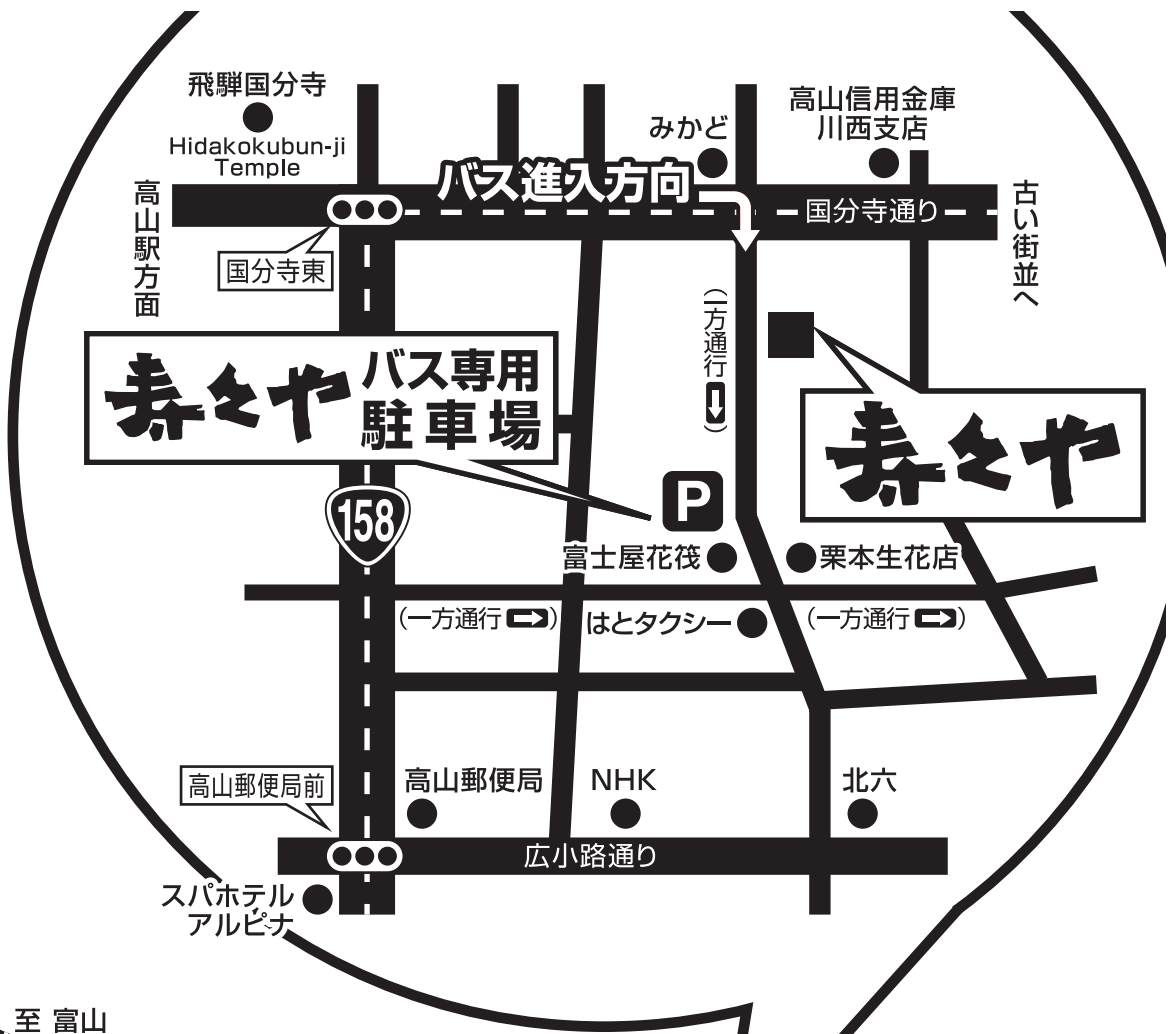 飛騨国分寺
Hidakokubun-ji
Temple
みかど
高山信用金庫
川西支店
バス進入方向
国分寺通り
高山駅方面
古い街並へ
国分寺東
(一方通行)
寿々や
バス専用
駐車場
寿々や
158
P
富士屋花筏
栗本生花店
(一方通行)
はとタクシー
(一方通行)
高山郵便局前
高山郵便局
NHK
北六
広小路通り
スパホテル
アルピナ
至 富山